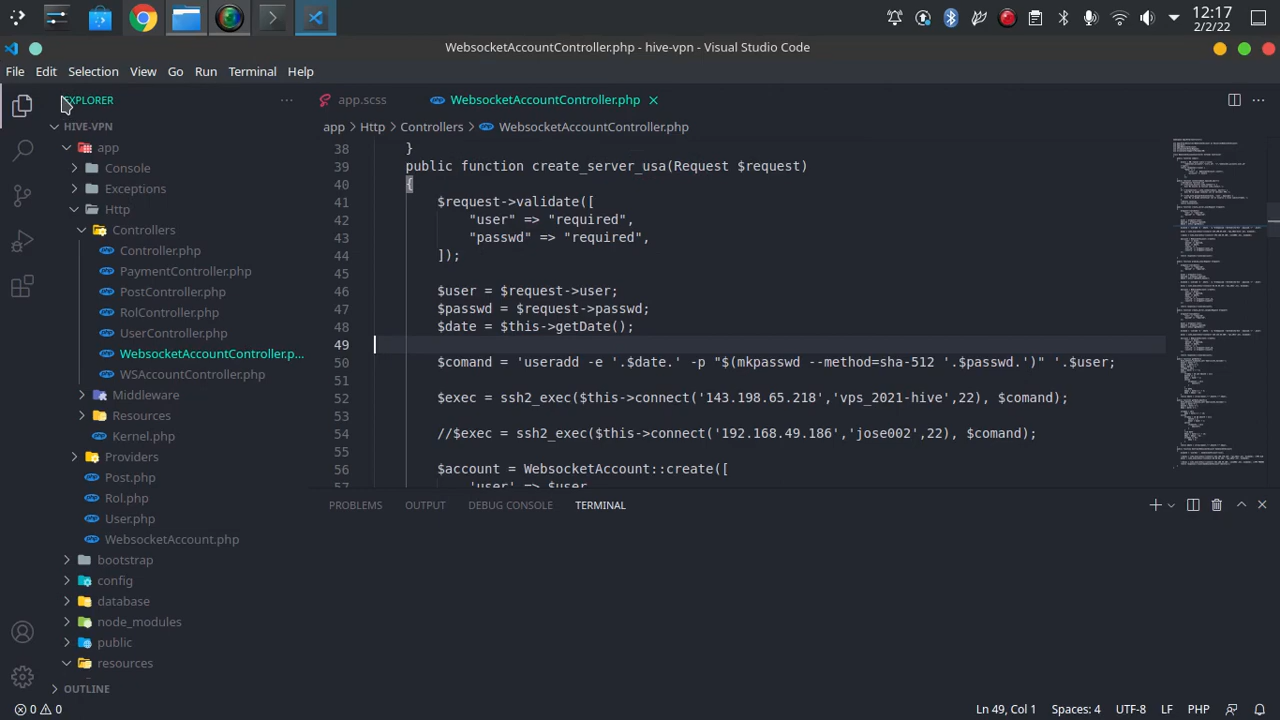 12:17
2/2/22
WebsocketAccountController.php - hive-vpn - Visual Studio Code
File Edit Selection View Go Run Terminal Help
EXPLORER
HIVE-VPN
app
Console
Exceptions
Http
Controllers
Controller.php
PaymentController.php
PostController.php
RolController.php
UserController.php
WebsocketAccountController.p...
WSAccountController.php
Middleware
Resources
Kernel.php
Providers
Post.php
Rol.php
User.php
WebsocketAccount.php
bootstrap
config
database
node_modules
public
resources
OUTLINE
app.scss WebsocketAccountController.php
app Http Controllers WebsocketAccountController.php
38 }
39 public function create_server_usa(Request $request)
40 {
41 $request->validate([
42 "user" => "required",
43 "passwd" => "required",
44 ]);
45
46 $user = $request->user;
47 $passwd = $request->passwd;
48 $date = $this->getDate();
49
50 $comand = 'useradd -e '.$date.' -p "$(mkpasswd --method=sha-512 '.$passwd.')" '.$user;
51
52 $exec = ssh2_exec($this->connect('143.198.65.218','vps_2021-hive',22), $comand);
53
54 //$exec = ssh2_exec($this->connect('192.168.49.186','jose002',22), $comand);
55
56 $account = WebsocketAccount::create([
57 'user' => $user
PROBLEMS OUTPUT DEBUG CONSOLE TERMINAL
0 0
Ln 49, Col 1 Spaces: 4 UTF-8 LF PHP